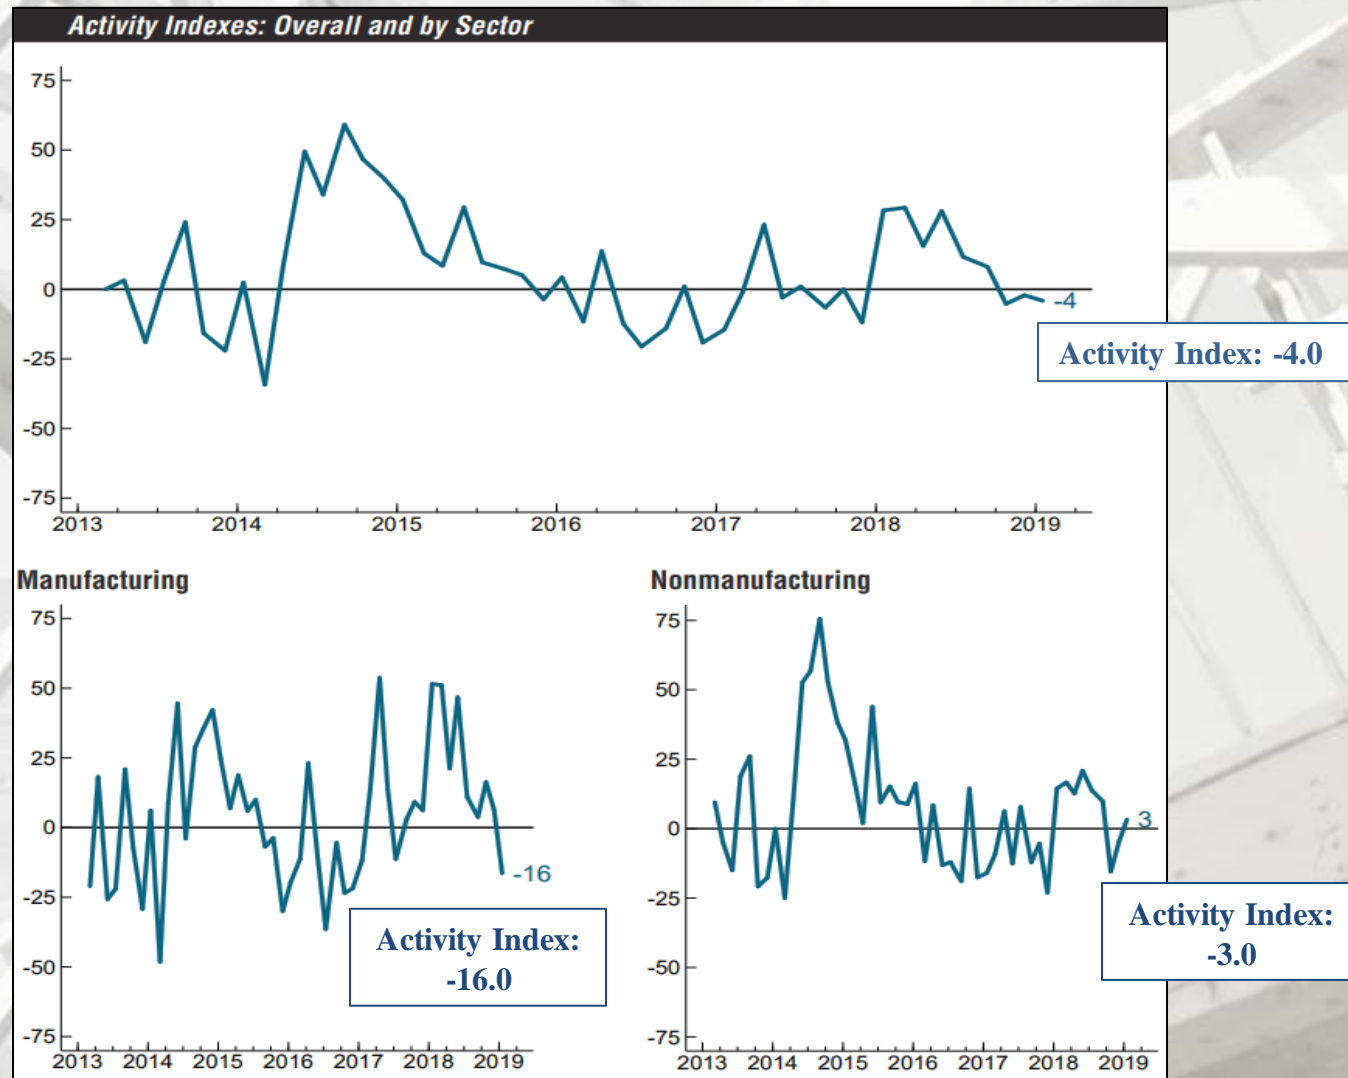 Activity Indexes: Overall and by Sector
75
50
25
0
-25
-50
-75
-4
Activity Index: -4.0
2013 2014 2015 2016 2017 2018 2019
Manufacturing
75
50
25
0
-25
-50
-75
-16
Activity Index:
-16.0
2013 2014 2015 2016 2017 2018 2019
Nonmanufacturing
75
50
25
0
-25
-50
-75
3
Activity Index:
-3.0
2013 2014 2015 2016 2017 2018 2019